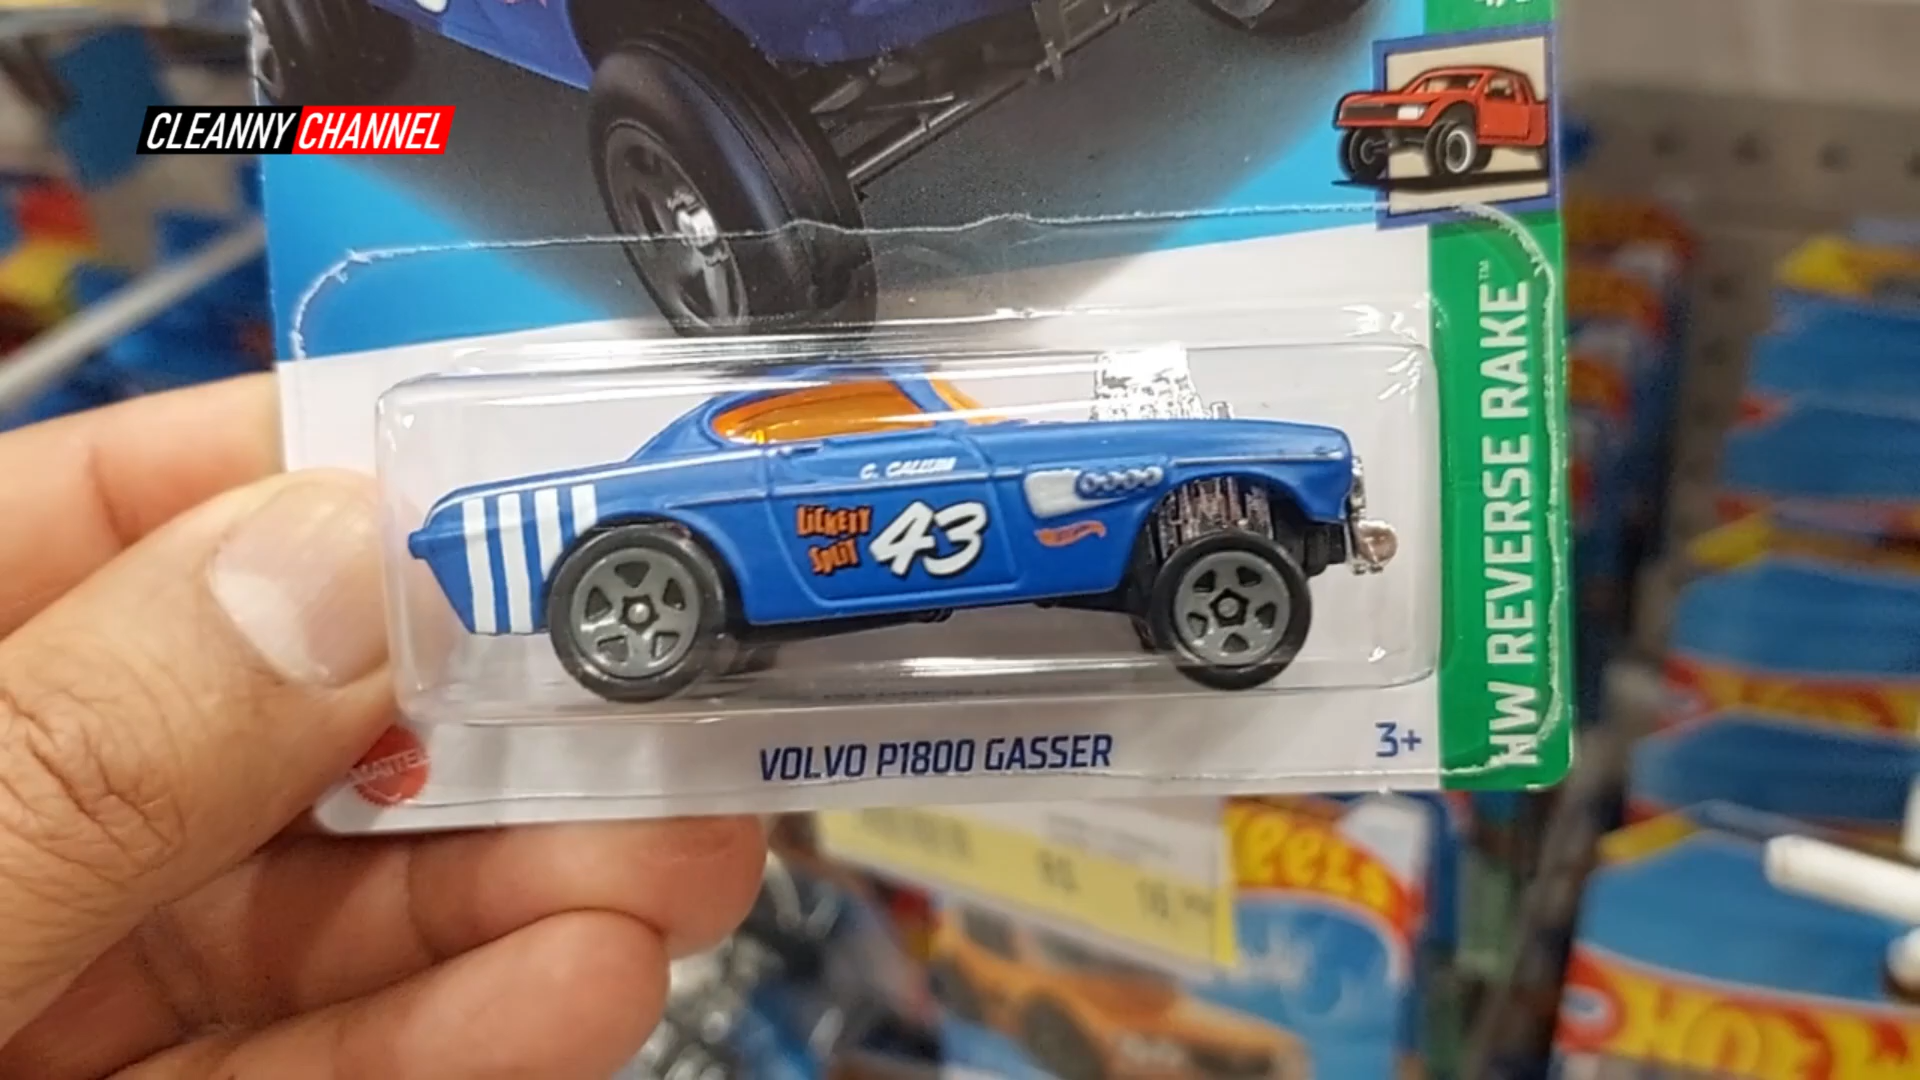 CLEANNY CHANNEL
HW REVERSE RAKE™
C. CALLUM
LICKETY
SPLIT
43
MATTEL
VOLVO P1800 GASSER
3+